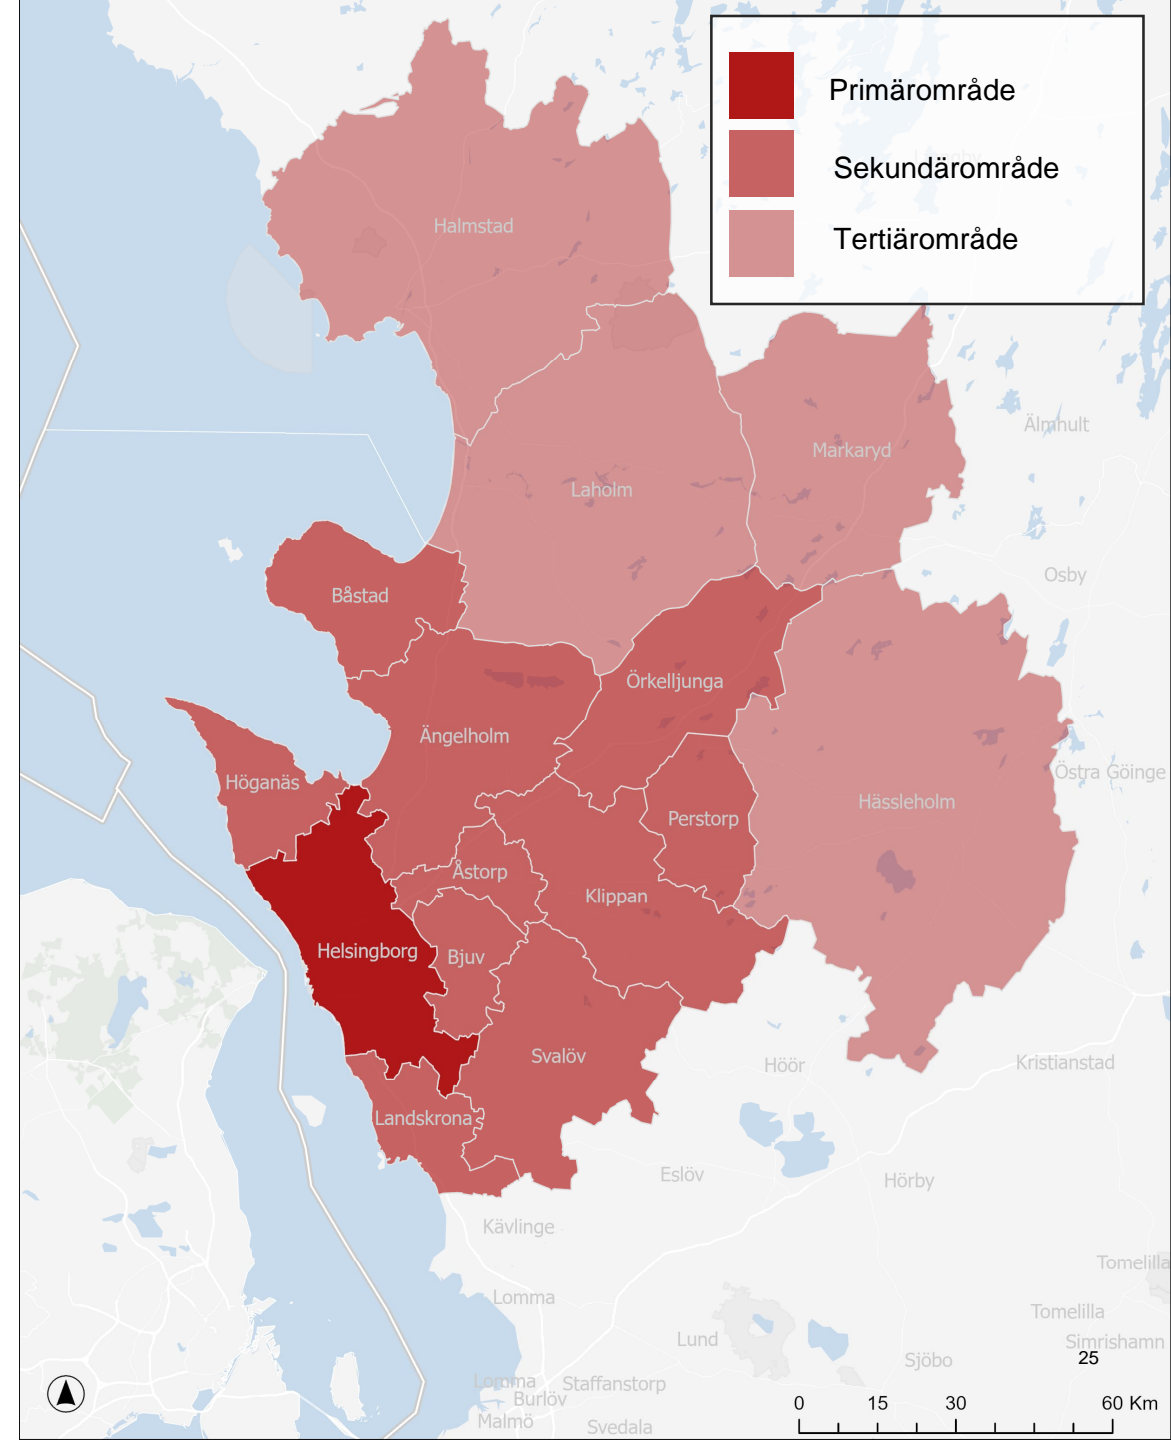 Primärområde
Sekundärområde
Tertiärområde
Halmstad
Älmhult
Markaryd
Laholm
Osby
Båstad
Örkelljunga
Ängelholm
Östra Göinge
Höganäs
Hässleholm
Perstorp
Åstorp
Klippan
Helsingborg
Bjuv
Svalöv
Höör
Kristianstad
Landskrona
Eslöv
Hörby
Kävlinge
Tomelilla
Lomma
Tomelilla
Lund
Simrishamn
25
Sjöbo
Lomma
Staffanstorp
Burlöv
Malmö
Svedala
0 15 30 60 Km